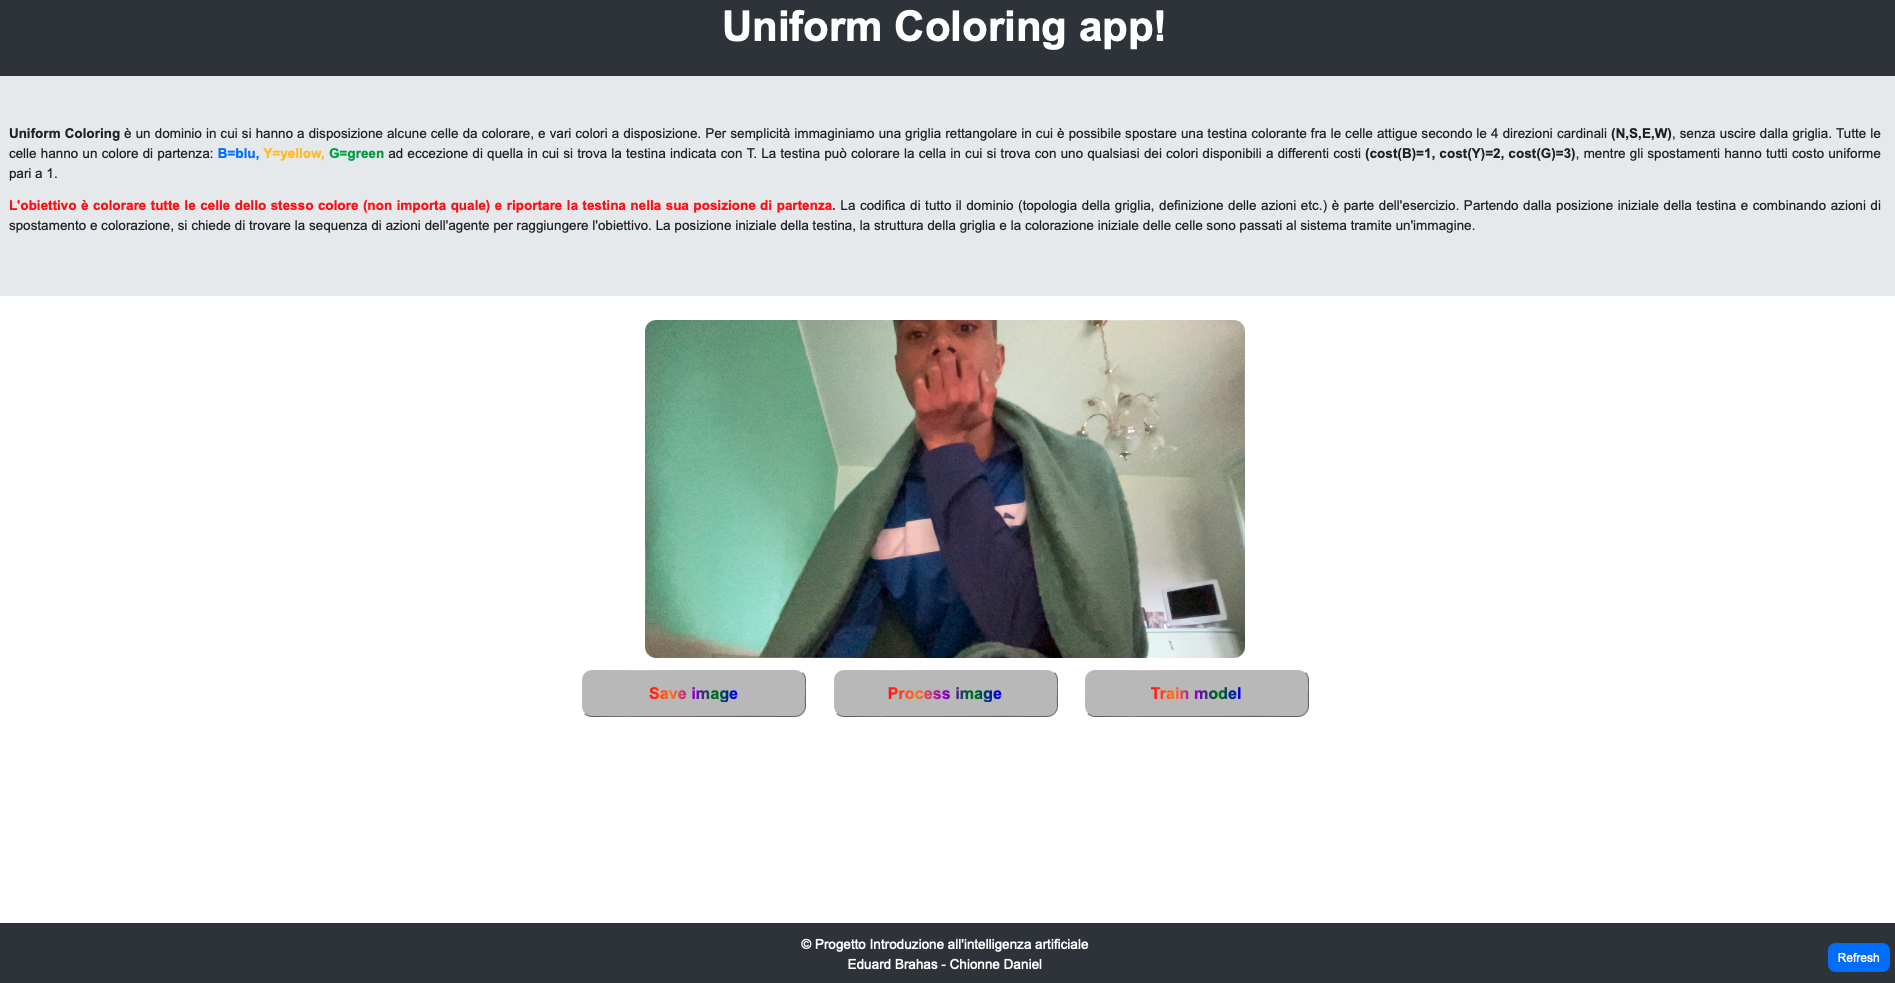 Uniform Coloring app!
Uniform Coloring è un dominio in cui si hanno a disposizione alcune celle da colorare, e vari colori a disposizione. Per semplicità immaginiamo una griglia rettangolare in cui è possibile spostare una testina colorante fra le celle attigue secondo le 4 direzioni cardinali (N,S,E,W), senza uscire dalla griglia. Tutte le
celle hanno un colore di partenza: B=blu, Y=yellow, G=green ad eccezione di quella in cui si trova la testina indicata con T. La testina può colorare la cella in cui si trova con uno qualsiasi dei colori disponibili a differenti costi (cost(B)=1, cost(Y)=2, cost(G)=3), mentre gli spostamenti hanno tutti costo uniforme
pari a 1.
L'obiettivo è colorare tutte le celle dello stesso colore (non importa quale) e riportare la testina nella sua posizione di partenza. La codifica di tutto il dominio (topologia della griglia, definizione delle azioni etc.) è parte dell'esercizio. Partendo dalla posizione iniziale della testina e combinando azioni di
spostamento e colorazione, si chiede di trovare la sequenza di azioni dell'agente per raggiungere l'obiettivo. La posizione iniziale della testina, la struttura della griglia e la colorazione iniziale delle celle sono passati al sistema tramite un'immagine.
Save image
Process image
Train model
© Progetto Introduzione all'intelligenza artificiale
Eduard Brahas - Chionne Daniel
Refresh